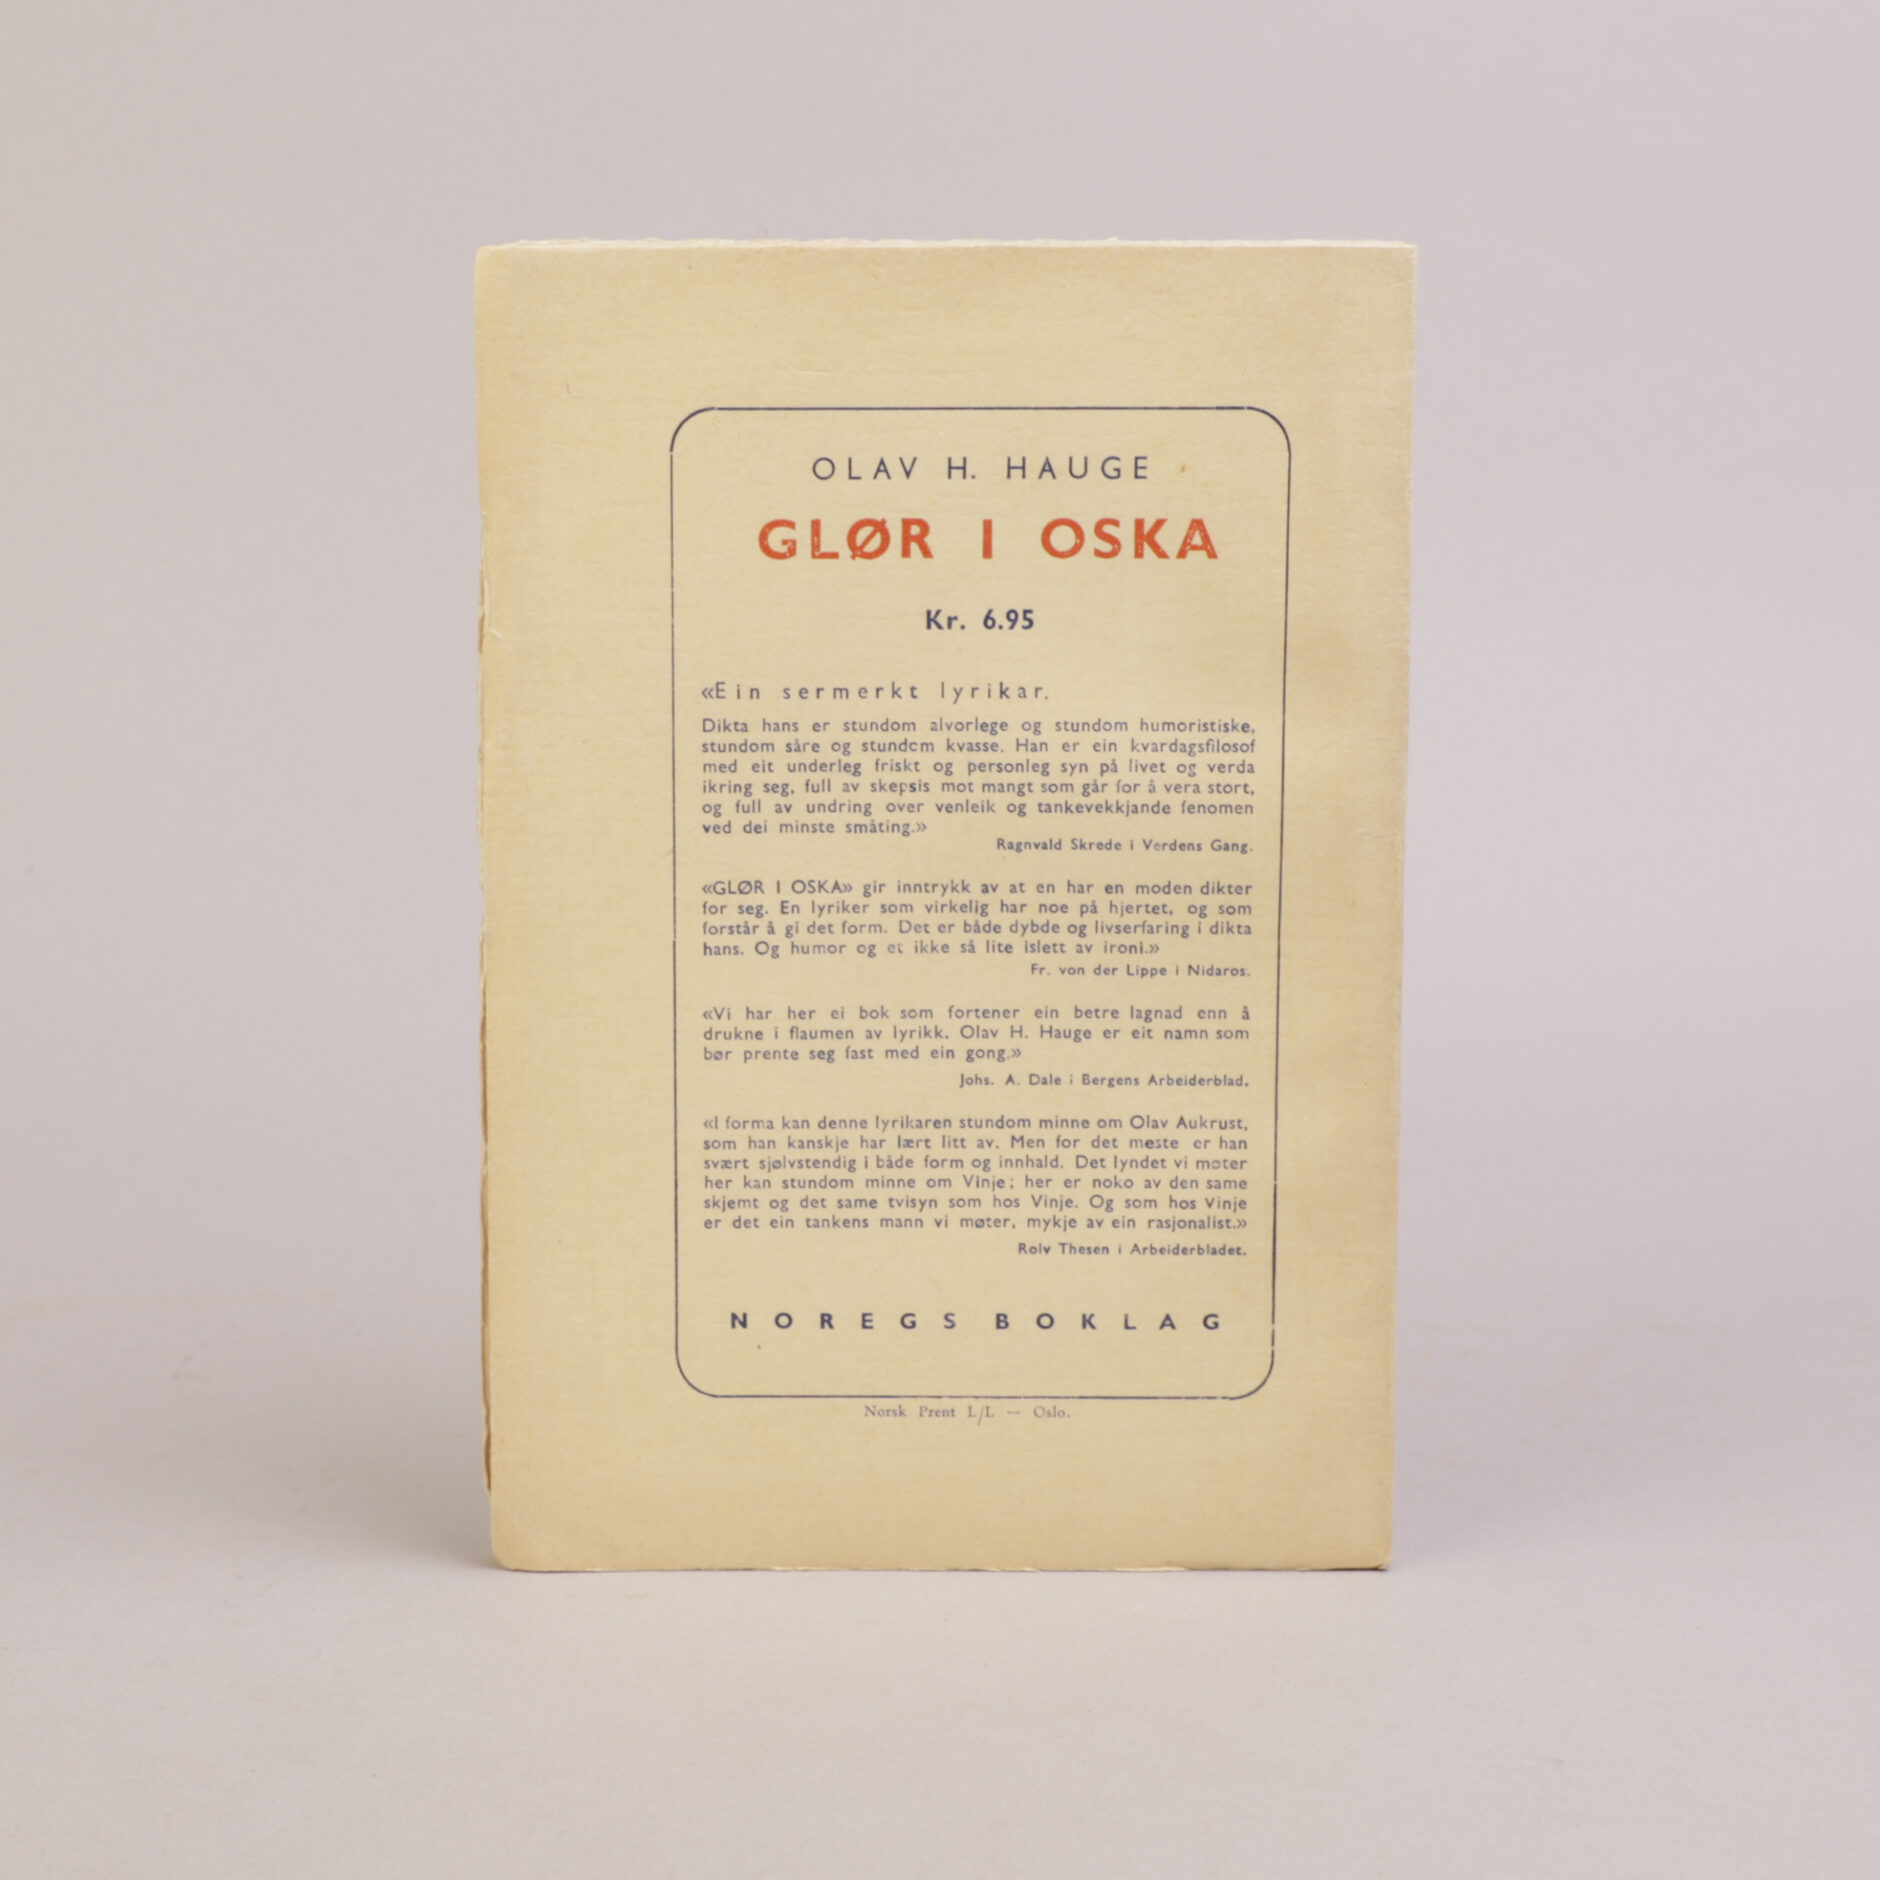 OLAV H. HAUGE
GLØR I OSKA
Kr. 6.95
«Ein sermerkt lyrikar.
Dikta hans er stundom alvorlege og stundom humoristiske,
stundom såre og stundcm kvasse. Han er ein kvardagsfilosof
med eit underleg friskt og personleg syn på livet og verda
ikring seg, full av skepsis mot mangt som går for å vera stort,
og full av undring over venleik og tankevekkjande fenomen
ved dei minste småting.»
Ragnvald Skrede i Verdens Gang.
«GLØR I OSKA» gir inntrykk av at en har en moden dikter
for seg. En lyriker som virkelig har noe på hjertet, og som
forstår å gi det form. Det er både dybde og livserfaring i dikta
hans. Og humor og et ikke så lite islett av ironi.»
Fr. von der Lippe i Nidaros.
«Vi har her ei bok som fortener ein betre lagnad enn å
drukne i flaumen av lyrikk. Olav H. Hauge er eit namn som
bør prente seg fast med ein gong.»
Johs. A. Dale i Bergens Arbeiderblad.
«I forma kan denne lyrikaren stundom minne om Olav Aukrust,
som han kanskje har lært litt av. Men for det meste er han
svært sjølvstendig i både form og innhald. Det lyndet vi møter
her kan stundom minne om Vinje; her er noko av den same
skjemt og det same tvisyn som hos Vinje. Og som hos Vinje
er det ein tankens mann vi møter, mykje av ein rasjonalist.»
Rolv Thesen i Arbeiderbladet.
NOREGS BOKLAG
Norsk Prent L/L — Oslo.